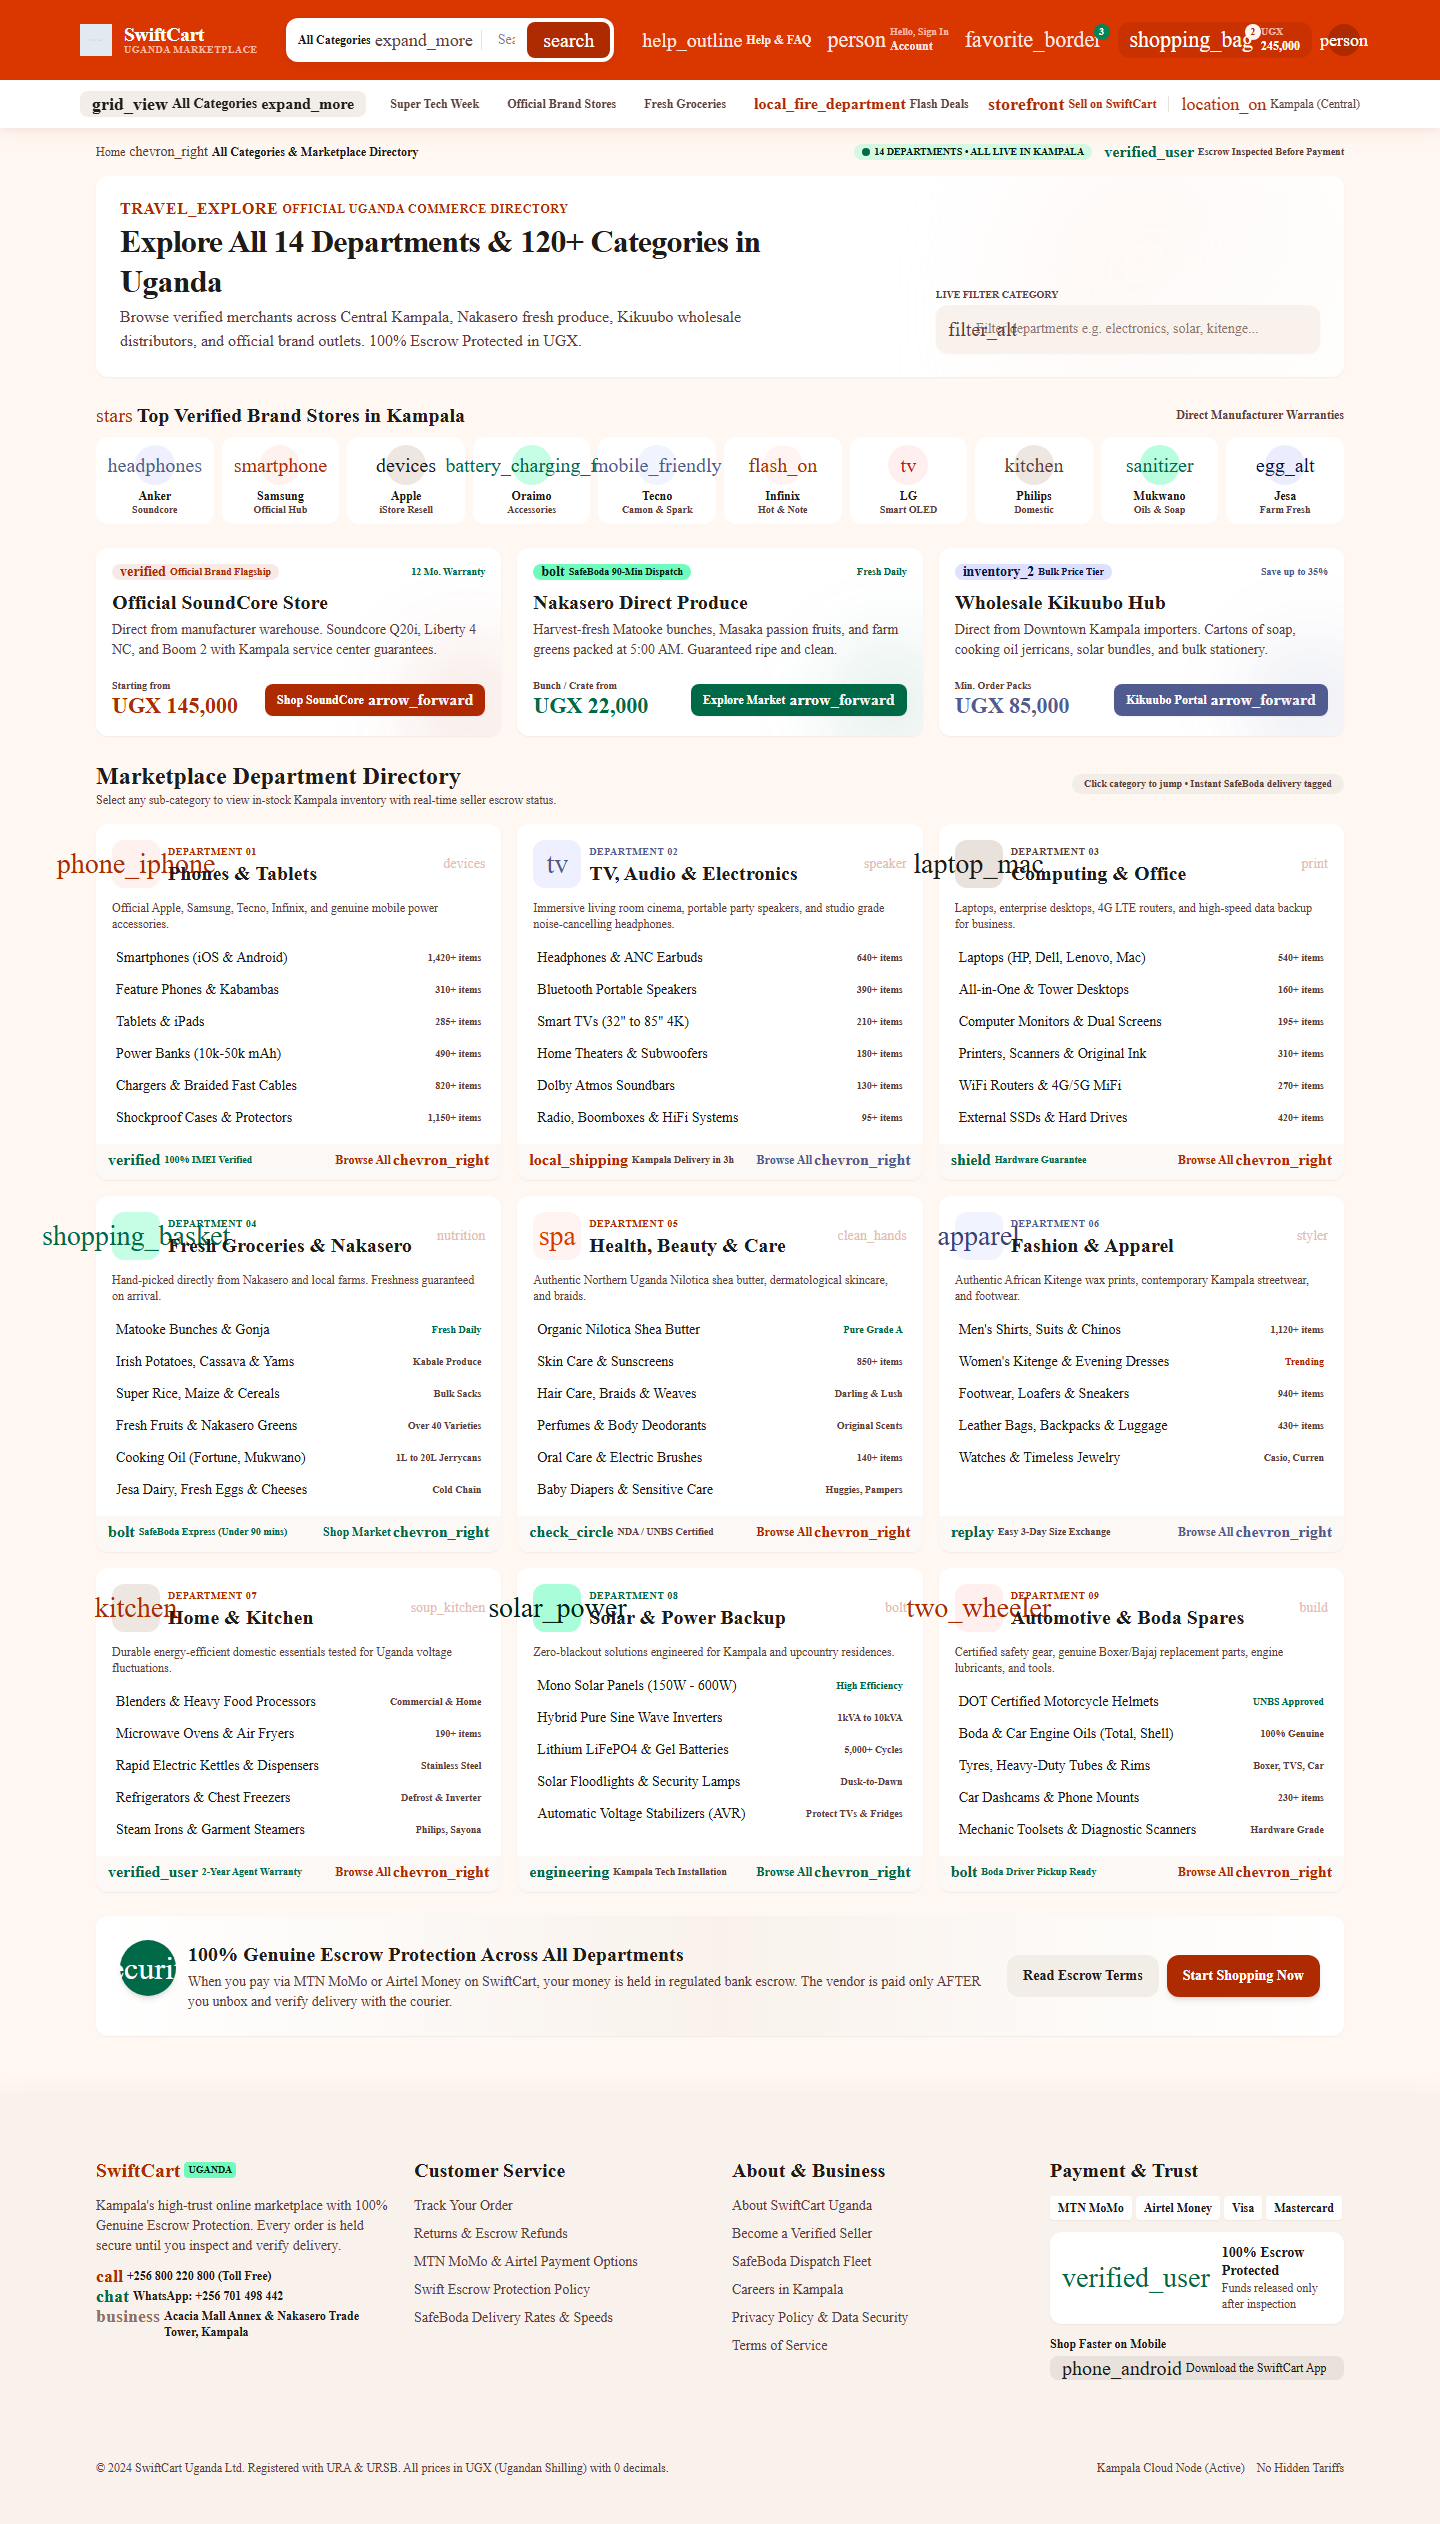 SwiftCart
UGANDA MARKETPLACE
All Categories expand_more
search
help_outline Help & FAQ
person Hello, Sign In
Account
favorite_border 3
shopping_bag 2 UGX
245,000
person
grid_view All Categories expand_more
Super Tech Week
Official Brand Stores
Fresh Groceries
local_fire_department Flash Deals
storefront Sell on SwiftCart
location_on Kampala (Central)
Home chevron_right All Categories & Marketplace Directory
14 DEPARTMENTS • ALL LIVE IN KAMPALA
verified_user Escrow Inspected Before Payment
TRAVEL_EXPLORE OFFICIAL UGANDA COMMERCE DIRECTORY
Explore All 14 Departments & 120+ Categories in
Uganda
Browse verified merchants across Central Kampala, Nakasero fresh produce, Kikuubo wholesale
distributors, and official brand outlets. 100% Escrow Protected in UGX.
LIVE FILTER CATEGORY
filter_alt Filter departments e.g. electronics, solar, kitenge...
stars Top Verified Brand Stores in Kampala
Direct Manufacturer Warranties
headphones
Anker
Soundcore
smartphone
Samsung
Official Hub
devices
Apple
iStore Resell
battery_charging_f
Oraimo
Accessories
mobile_friendly
Tecno
Camon & Spark
flash_on
Infinix
Hot & Note
tv
LG
Smart OLED
kitchen
Philips
Domestic
sanitizer
Mukwano
Oils & Soap
egg_alt
Jesa
Farm Fresh
verified Official Brand Flagship
12 Mo. Warranty
Official SoundCore Store
Direct from manufacturer warehouse. Soundcore Q20i, Liberty 4
NC, and Boom 2 with Kampala service center guarantees.
Starting from
UGX 145,000
Shop SoundCore arrow_forward
bolt SafeBoda 90-Min Dispatch
Fresh Daily
Nakasero Direct Produce
Harvest-fresh Matooke bunches, Masaka passion fruits, and farm
greens packed at 5:00 AM. Guaranteed ripe and clean.
Bunch / Crate from
UGX 22,000
Explore Market arrow_forward
inventory_2 Bulk Price Tier
Save up to 35%
Wholesale Kikuubo Hub
Direct from Downtown Kampala importers. Cartons of soap,
cooking oil jerricans, solar bundles, and bulk stationery.
Min. Order Packs
UGX 85,000
Kikuubo Portal arrow_forward
Marketplace Department Directory
Select any sub-category to view in-stock Kampala inventory with real-time seller escrow status.
Click category to jump • Instant SafeBoda delivery tagged
phone_iphone
DEPARTMENT 01
Phones & Tablets
devices
Official Apple, Samsung, Tecno, Infinix, and genuine mobile power
accessories.
Smartphones (iOS & Android) 1,420+ items
Feature Phones & Kabambas 310+ items
Tablets & iPads 285+ items
Power Banks (10k-50k mAh) 490+ items
Chargers & Braided Fast Cables 820+ items
Shockproof Cases & Protectors 1,150+ items
verified 100% IMEI Verified
Browse All chevron_right
tv
DEPARTMENT 02
TV, Audio & Electronics
speaker
Immersive living room cinema, portable party speakers, and studio grade
noise-cancelling headphones.
Headphones & ANC Earbuds 640+ items
Bluetooth Portable Speakers 390+ items
Smart TVs (32" to 85" 4K) 210+ items
Home Theaters & Subwoofers 180+ items
Dolby Atmos Soundbars 130+ items
Radio, Boomboxes & HiFi Systems 95+ items
local_shipping Kampala Delivery in 3h
Browse All chevron_right
laptop_mac
DEPARTMENT 03
Computing & Office
print
Laptops, enterprise desktops, 4G LTE routers, and high-speed data backup
for business.
Laptops (HP, Dell, Lenovo, Mac) 540+ items
All-in-One & Tower Desktops 160+ items
Computer Monitors & Dual Screens 195+ items
Printers, Scanners & Original Ink 310+ items
WiFi Routers & 4G/5G MiFi 270+ items
External SSDs & Hard Drives 420+ items
shield Hardware Guarantee
Browse All chevron_right
shopping_basket
DEPARTMENT 04
Fresh Groceries & Nakasero
nutrition
Hand-picked directly from Nakasero and local farms. Freshness guaranteed
on arrival.
Matooke Bunches & Gonja Fresh Daily
Irish Potatoes, Cassava & Yams Kabale Produce
Super Rice, Maize & Cereals Bulk Sacks
Fresh Fruits & Nakasero Greens Over 40 Varieties
Cooking Oil (Fortune, Mukwano) 1L to 20L Jerrycans
Jesa Dairy, Fresh Eggs & Cheeses Cold Chain
bolt SafeBoda Express (Under 90 mins)
Shop Market chevron_right
spa
DEPARTMENT 05
Health, Beauty & Care
clean_hands
Authentic Northern Uganda Nilotica shea butter, dermatological skincare,
and braids.
Organic Nilotica Shea Butter Pure Grade A
Skin Care & Sunscreens 850+ items
Hair Care, Braids & Weaves Darling & Lush
Perfumes & Body Deodorants Original Scents
Oral Care & Electric Brushes 140+ items
Baby Diapers & Sensitive Care Huggies, Pampers
check_circle NDA / UNBS Certified
Browse All chevron_right
apparel
DEPARTMENT 06
Fashion & Apparel
styler
Authentic African Kitenge wax prints, contemporary Kampala streetwear,
and footwear.
Men's Shirts, Suits & Chinos 1,120+ items
Women's Kitenge & Evening Dresses Trending
Footwear, Loafers & Sneakers 940+ items
Leather Bags, Backpacks & Luggage 430+ items
Watches & Timeless Jewelry Casio, Curren
replay Easy 3-Day Size Exchange
Browse All chevron_right
kitchen
DEPARTMENT 07
Home & Kitchen
soup_kitchen
Durable energy-efficient domestic essentials tested for Uganda voltage
fluctuations.
Blenders & Heavy Food Processors Commercial & Home
Microwave Ovens & Air Fryers 190+ items
Rapid Electric Kettles & Dispensers Stainless Steel
Refrigerators & Chest Freezers Defrost & Inverter
Steam Irons & Garment Steamers Philips, Sayona
verified_user 2-Year Agent Warranty
Browse All chevron_right
solar_power
DEPARTMENT 08
Solar & Power Backup
bolt
Zero-blackout solutions engineered for Kampala and upcountry residences.
Mono Solar Panels (150W - 600W) High Efficiency
Hybrid Pure Sine Wave Inverters 1kVA to 10kVA
Lithium LiFePO4 & Gel Batteries 5,000+ Cycles
Solar Floodlights & Security Lamps Dusk-to-Dawn
Automatic Voltage Stabilizers (AVR) Protect TVs & Fridges
engineering Kampala Tech Installation
Browse All chevron_right
two_wheeler
DEPARTMENT 09
Automotive & Boda Spares
build
Certified safety gear, genuine Boxer/Bajaj replacement parts, engine
lubricants, and tools.
DOT Certified Motorcycle Helmets UNBS Approved
Boda & Car Engine Oils (Total, Shell) 100% Genuine
Tyres, Heavy-Duty Tubes & Rims Boxer, TVS, Car
Car Dashcams & Phone Mounts 230+ items
Mechanic Toolsets & Diagnostic Scanners Hardware Grade
bolt Boda Driver Pickup Ready
Browse All chevron_right
100% Genuine Escrow Protection Across All Departments
When you pay via MTN MoMo or Airtel Money on SwiftCart, your money is held in regulated bank escrow. The vendor is paid only AFTER
you unbox and verify delivery with the courier.
Read Escrow Terms
Start Shopping Now
SwiftCart UGANDA
Kampala's high-trust online marketplace with 100%
Genuine Escrow Protection. Every order is held
secure until you inspect and verify delivery.
call +256 800 220 800 (Toll Free)
chat WhatsApp: +256 701 498 442
business Acacia Mall Annex & Nakasero Trade
Tower, Kampala
Customer Service
Track Your Order
Returns & Escrow Refunds
MTN MoMo & Airtel Payment Options
Swift Escrow Protection Policy
SafeBoda Delivery Rates & Speeds
About & Business
About SwiftCart Uganda
Become a Verified Seller
SafeBoda Dispatch Fleet
Careers in Kampala
Privacy Policy & Data Security
Terms of Service
Payment & Trust
MTN MoMo
Airtel Money
Visa
Mastercard
verified_user
100% Escrow
Protected
Funds released only
after inspection
Shop Faster on Mobile
phone_android Download the SwiftCart App
© 2024 SwiftCart Uganda Ltd. Registered with URA & URSB. All prices in UGX (Ugandan Shilling) with 0 decimals.
Kampala Cloud Node (Active)
No Hidden Tariffs